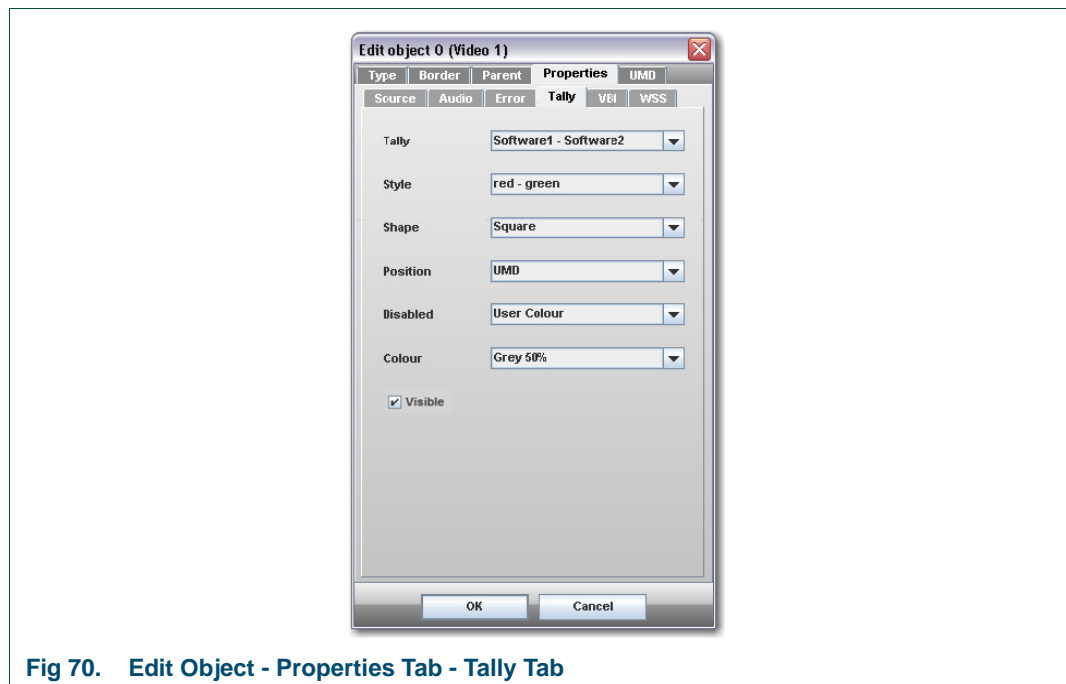 Edit object 0 (Video 1)
Type Border Parent Properties UMD
Source Audio Error Tally VBI WSS
Tally Software1 - Software2
Style red - green
Shape Square
Position UMD
Disabled User Colour
Colour Grey 50%
Visible
OK Cancel
Fig 70. Edit Object - Properties Tab - Tally Tab